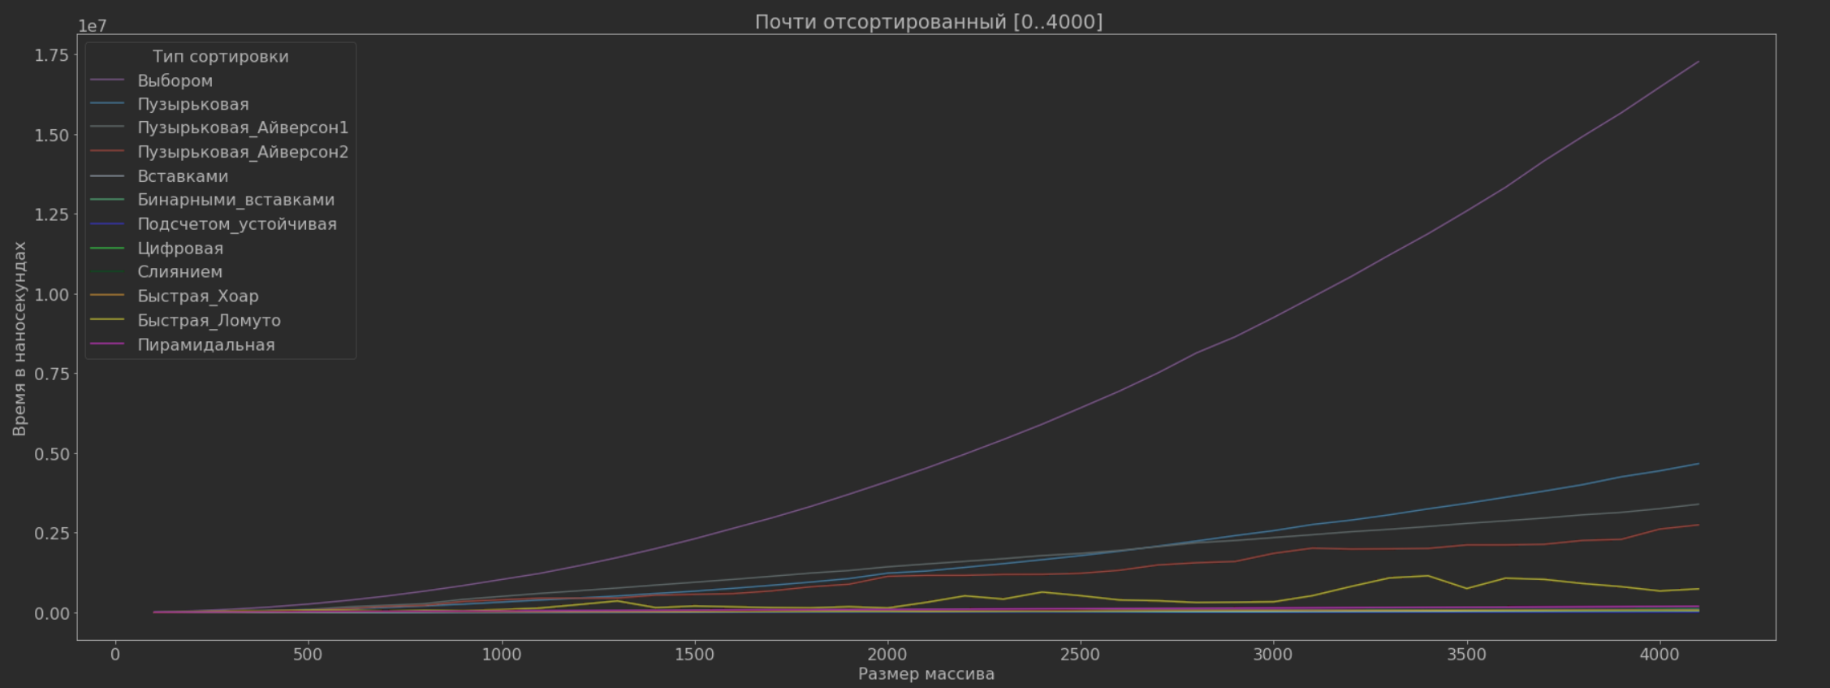 Почти отсортированный [0..4000]
1e7
Тип сортировки
Выбором
Пузырьковая
Пузырьковая_Айверсон1
Пузырьковая_Айверсон2
Вставками
Бинарными_вставками
Подсчетом_устойчивая
Цифровая
Слиянием
Быстрая_Хоар
Быстрая_Ломуто
Пирамидальная
1.75
1.50
1.25
1.00
0.75
0.50
0.25
0.00
Время в наносекундах
0 500 1000 1500 2000 2500 3000 3500 4000
Размер массива